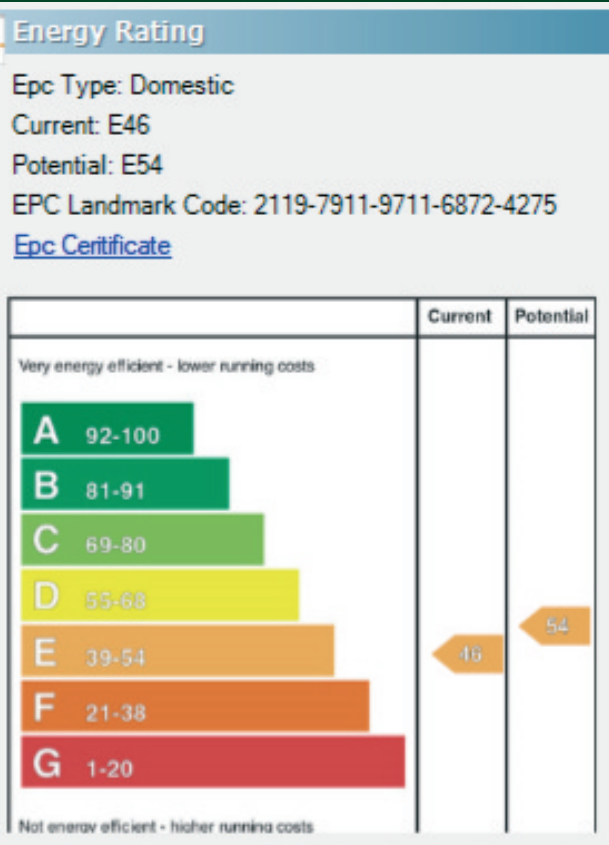 Energy Rating
Epc Type: Domestic
Current: E46
Potential: E54
EPC Landmark Code: 2119-7911-9711-6872-4275
Epc Ceritificate
Current Potential
Very energy efficient - lower running costs
A 92-100
B 81-91
C 69-80
D 55-68
54
E 39-54 46
F 21-38
G 1-20
Not energy efficient - higher running costs